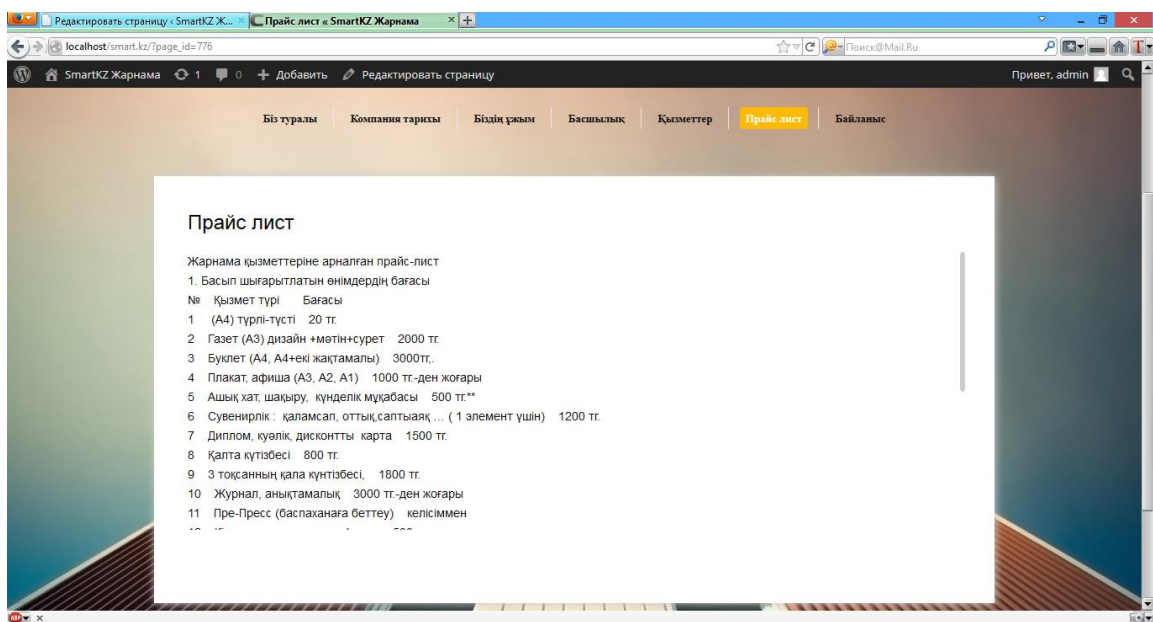 Редактировать страницу ‹ SmartKZ Ж... × Прайс лист « SmartKZ Жарнама × +
localhost/smart.kz/?page_id=776 Поиск@Mail.Ru
SmartKZ Жарнама 1 0 + Добавить Редактировать страницу Привет, admin
Біз туралы Компания тарихы Біздің ұжым Басшылық Қызметтер Прайс лист Байланыс
Прайс лист
Жарнама қызметтеріне арналған прайс-лист
1. Басып шығарытлатын өнімдердің бағасы
№ Қызмет түрі Бағасы
1 (А4) түрлі-түсті 20 тг.
2 Газет (А3) дизайн +мәтін+сурет 2000 тг.
3 Буклет (А4, А4+екі жақтамалы) 3000тг,.
4 Плакат, афиша (А3, А2, А1) 1000 тг.-ден жоғары
5 Ашық хат, шақыру, күнделік мұқабасы 500 тг.**
6 Сувенирлік : қаламсап, оттық,саптыаяқ … ( 1 элемент үшін) 1200 тг.
7 Диплом, куәлік, дисконтты карта 1500 тг.
8 Қалта күтізбесі 800 тг.
9 3 тоқсанның қала күнтізбесі, 1800 тг.
10 Журнал, анықтамалық 3000 тг.-ден жоғары
11 Пре-Пресс (баспаханаға беттеу) келісіммен
ABP ×